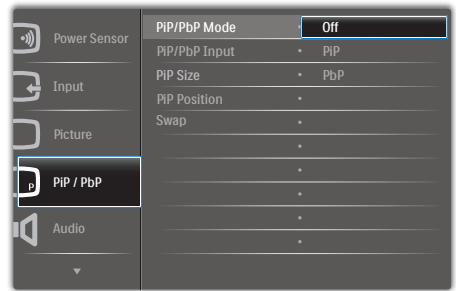 Power Sensor
Input
Picture
P
PiP / PbP
Audio
PiP/PbP Mode
Off
PiP/PbP Input
PiP
PiP Size
PbP
PiP Position
Swap